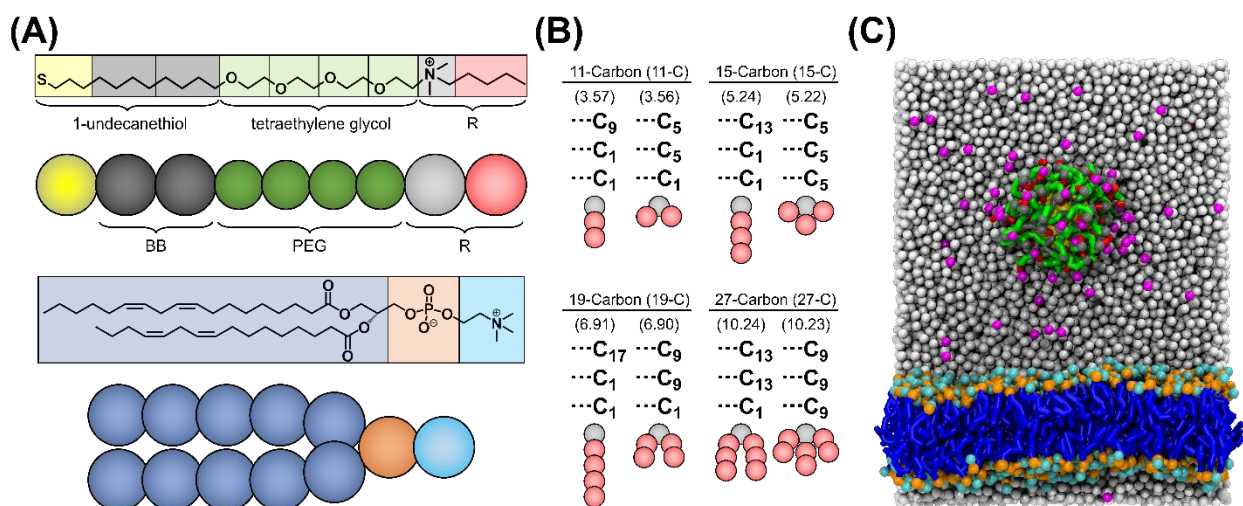 (A)
S
O
O
O
O
N
⊕
1-undecanethiol
tetraethylene glycol
R
BB
PEG
R
O
O
O
O
O
P
O
O⊖
N
⊕
(B)
11-Carbon (11-C)
(3.57) (3.56)
---C9 ---C5
---C1 ---C5
---C1 ---C1
15-Carbon (15-C)
(5.24) (5.22)
---C13 ---C5
---C1 ---C5
---C1 ---C5
19-Carbon (19-C)
(6.91) (6.90)
---C17 ---C9
---C1 ---C9
---C1 ---C1
27-Carbon (27-C)
(10.24) (10.23)
---C13 ---C9
---C13 ---C9
---C1 ---C9
(C)